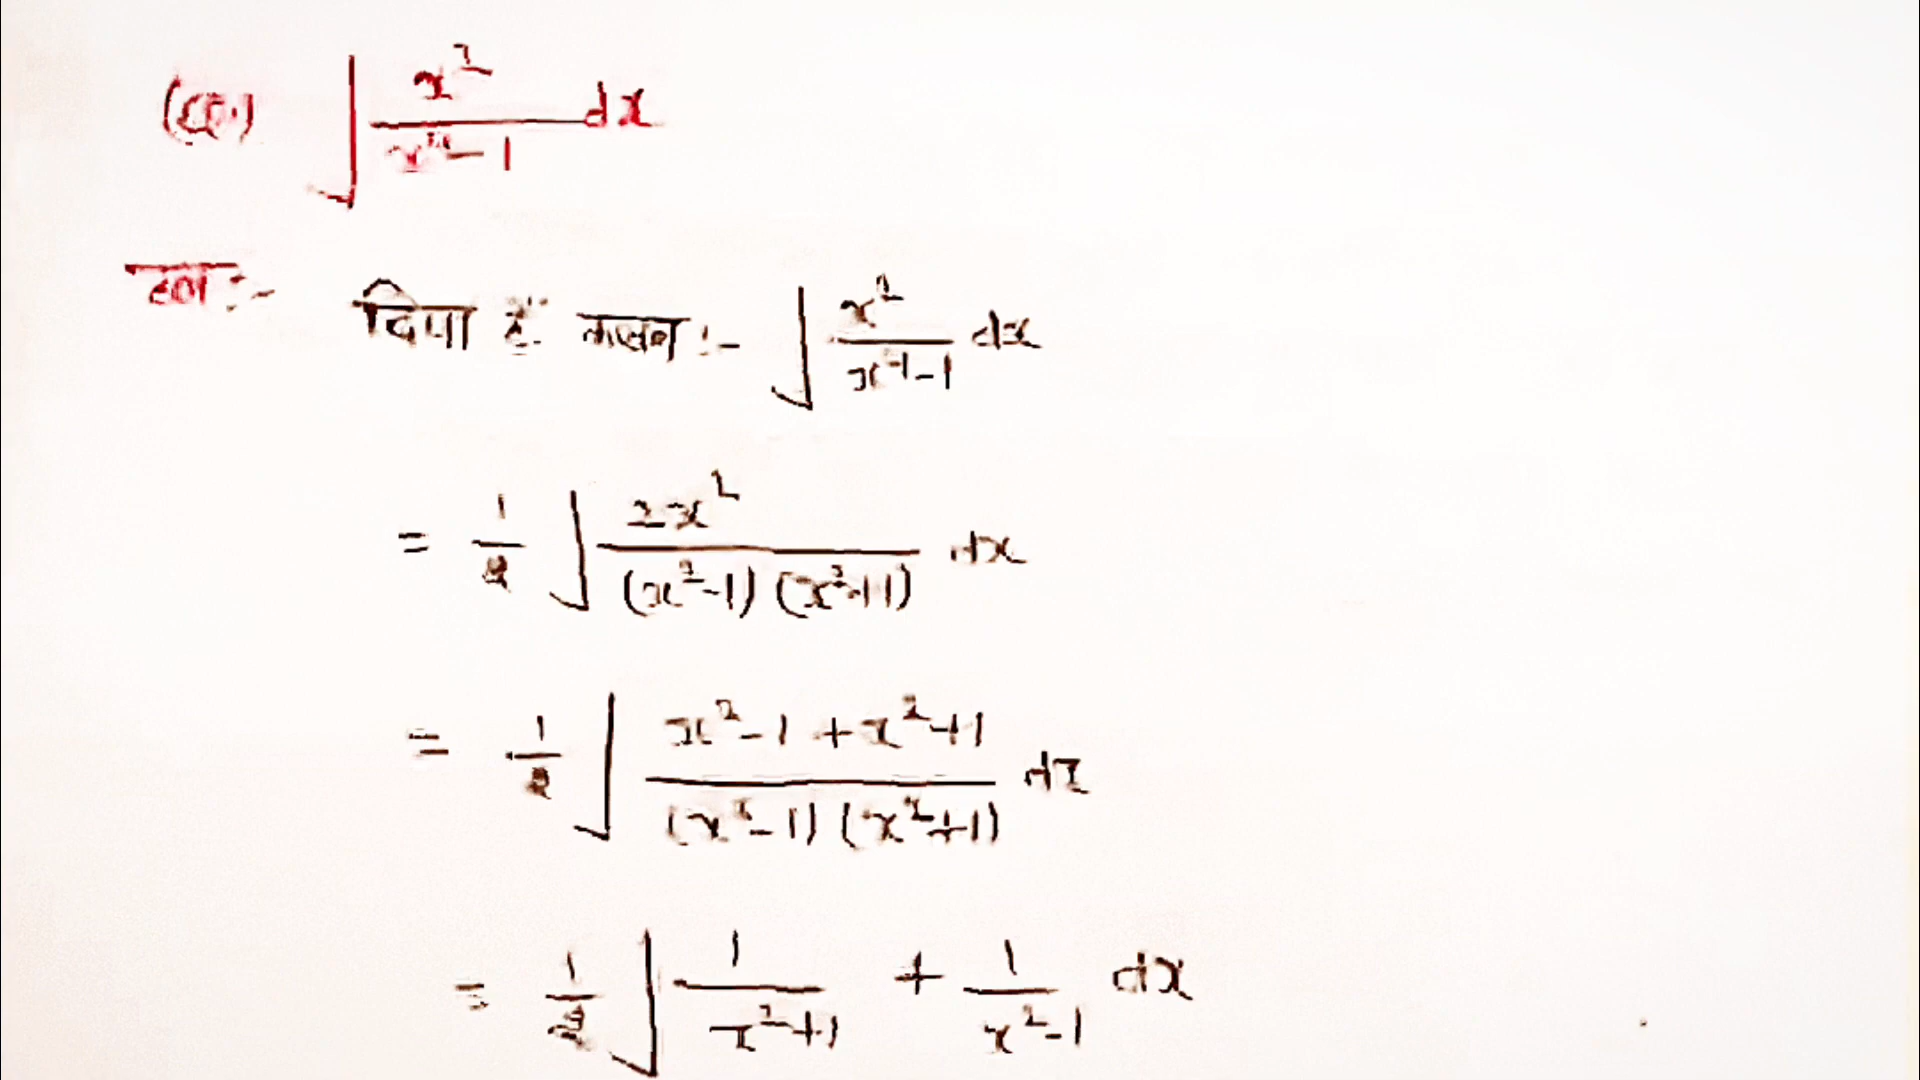 ∫ x²/(x⁴-1) dx
हल :-
दिया है फलन :- ∫ x²/(x⁴-1) dx
= 1/2 ∫ 2x²/((x²-1)(x²+1)) dx
= 1/2 ∫ (x²-1+x²+1)/((x²-1)(x²+1)) dx
= 1/2 ∫ 1/(x²+1) + 1/(x²-1) dx